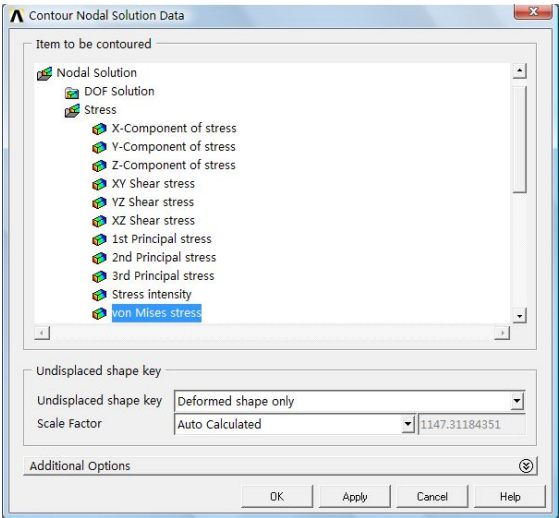 Contour Nodal Solution Data
Item to be contoured
Nodal Solution
DOF Solution
Stress
X-Component of stress
Y-Component of stress
Z-Component of stress
XY Shear stress
YZ Shear stress
XZ Shear stress
1st Principal stress
2nd Principal stress
3rd Principal stress
Stress intensity
von Mises stress
Undisplaced shape key
Undisplaced shape key Deformed shape only
Scale Factor Auto Calculated 1147.31184351
Additional Options
OK Apply Cancel Help